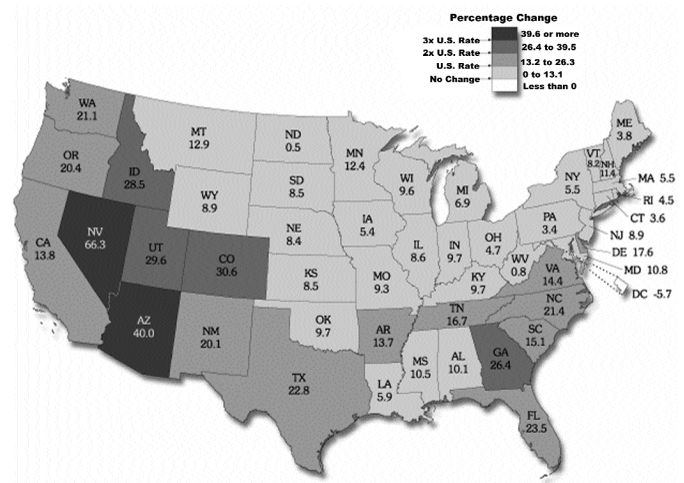 Percentage Change
39.6 or more
3x U.S. Rate
26.4 to 39.5
2x U.S. Rate
13.2 to 26.3
U.S. Rate
0 to 13.1
No Change
Less than 0
WA
21.1
OR
20.4
ID
28.5
MT
12.9
ND
0.5
MN
12.4
WI
9.6
MI
6.9
ME
3.8
VT
8.2
NH
11.4
MA 5.5
RI 4.5
CT 3.6
NY
5.5
NJ 8.9
PA
3.4
DE 17.6
MD 10.8
DC -5.7
WY
8.9
SD
8.5
IA
5.4
NE
8.4
NV
66.3
CA
13.8
UT
29.6
CO
30.6
KS
8.5
MO
9.3
IL
8.6
IN
9.7
OH
4.7
WV
0.8
VA
14.4
KY
9.7
NC
21.4
TN
16.7
SC
15.1
AZ
40.0
NM
20.1
OK
9.7
AR
13.7
MS
10.5
AL
10.1
GA
26.4
TX
22.8
LA
5.9
FL
23.5